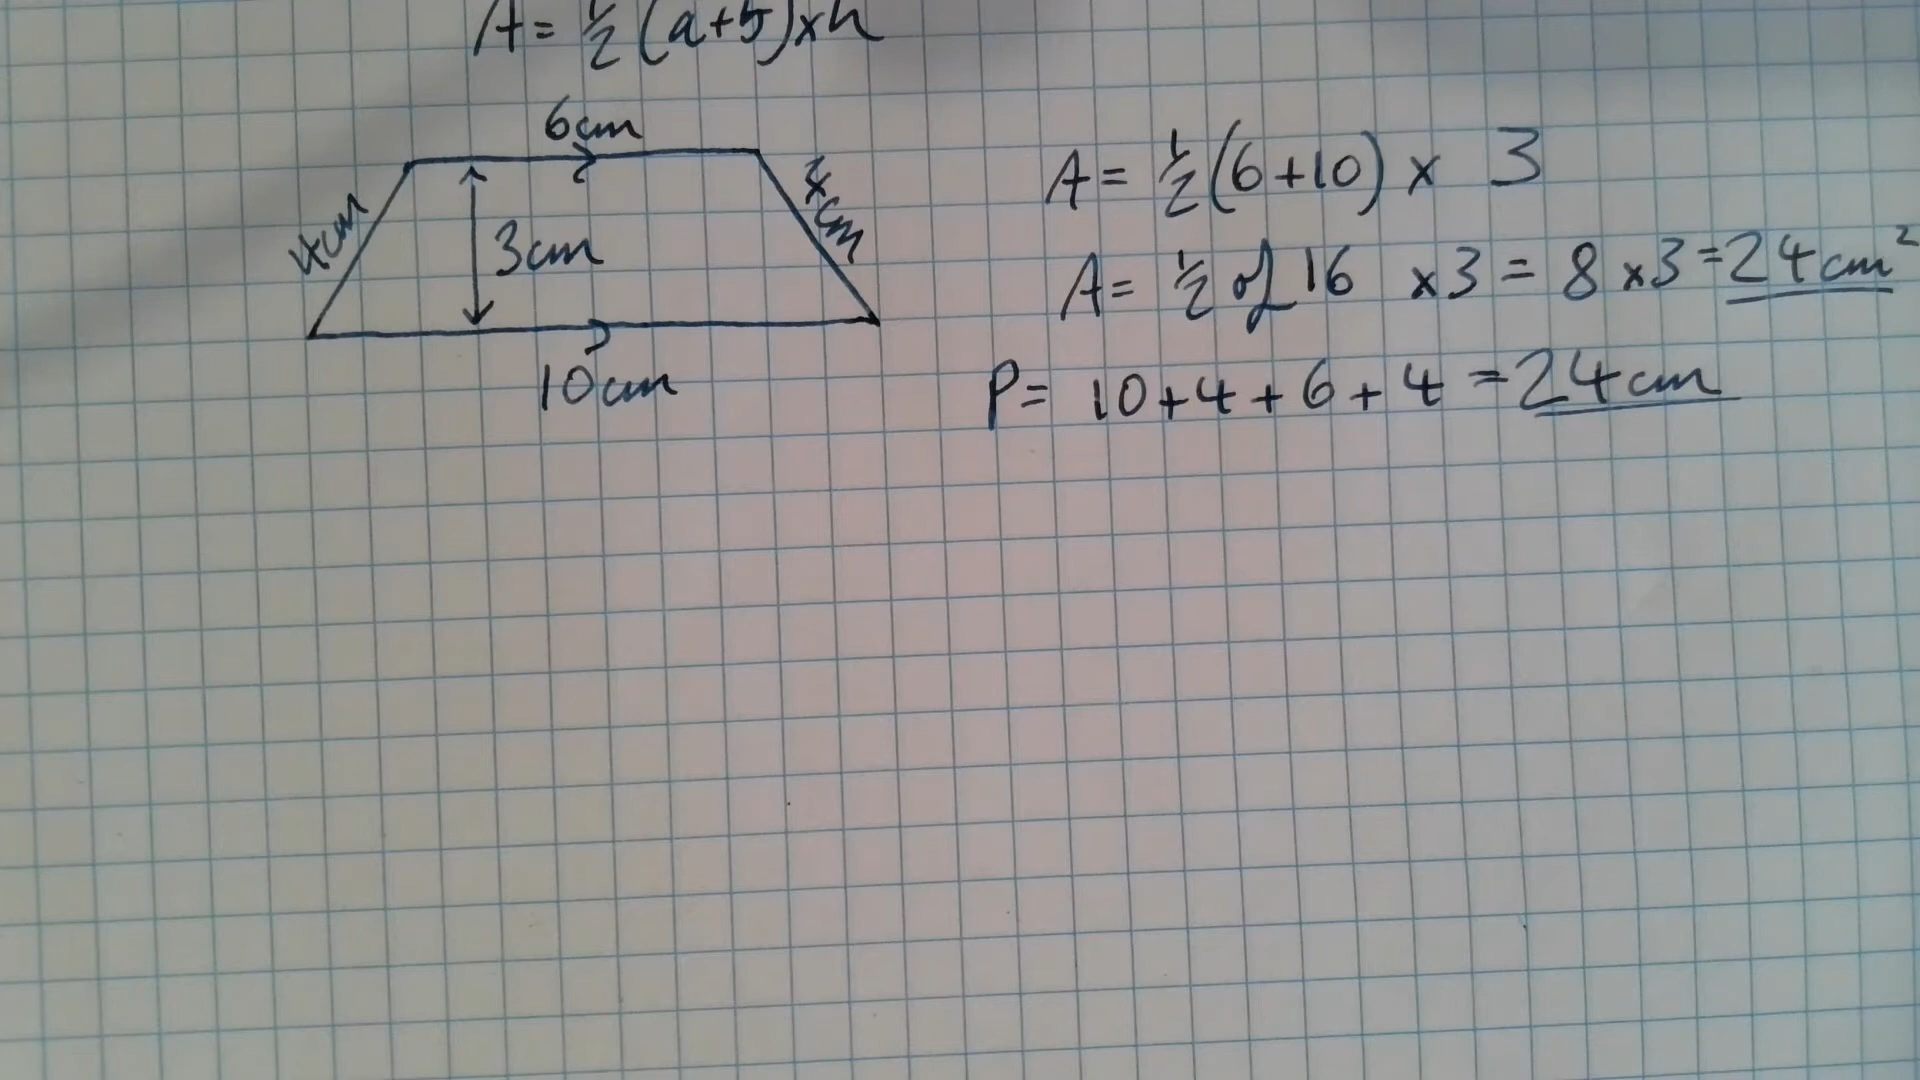 A = ½ (a+b) x h
6cm
4cm
3cm
4cm
10cm
A = ½ (6+10) x 3
A = ½ of 16 x 3 = 8 x 3 = 24cm²
P = 10+4+6+4 = 24cm